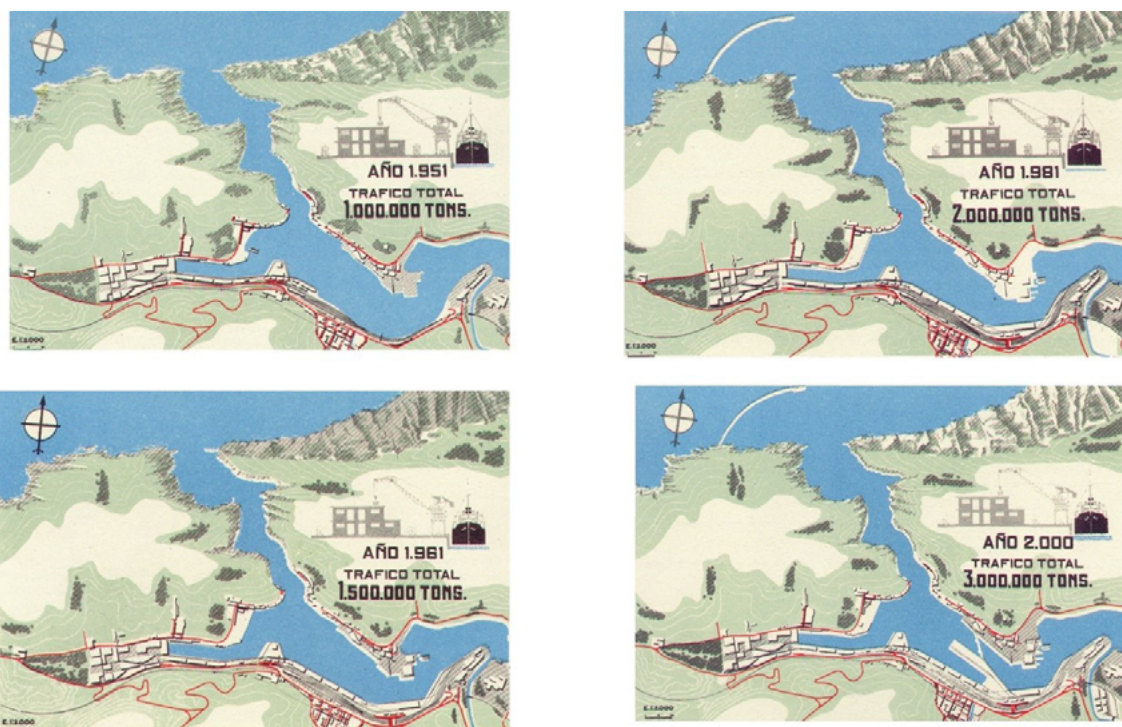 AÑO 1.951
TRAFICO TOTAL
1.000.000 TONS.
AÑO 1.981
TRAFICO TOTAL
2.000.000 TONS.
AÑO 1.961
TRAFICO TOTAL
1.500.000 TONS.
AÑO 2.000
TRAFICO TOTAL
3.000.000 TONS.